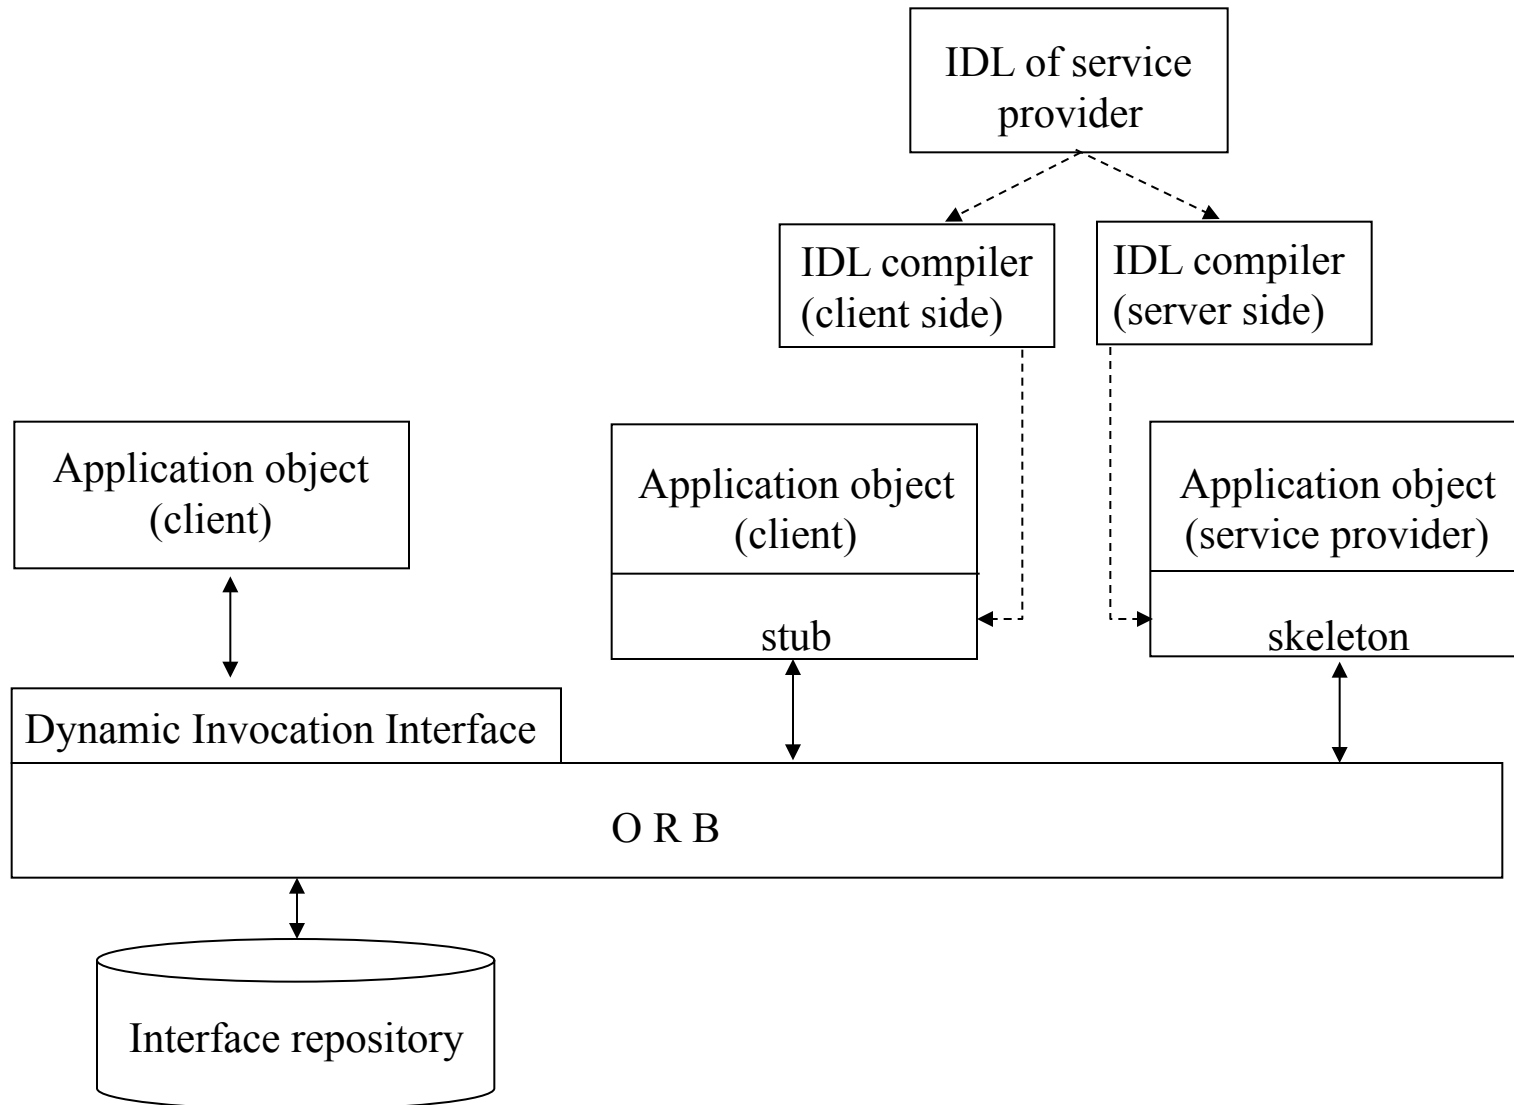 IDL of service
provider
IDL compiler
(client side)
IDL compiler
(server side)
Application object
(client)
Application object
(client)
stub
Application object
(service provider)
skeleton
Dynamic Invocation Interface
O R B
Interface repository